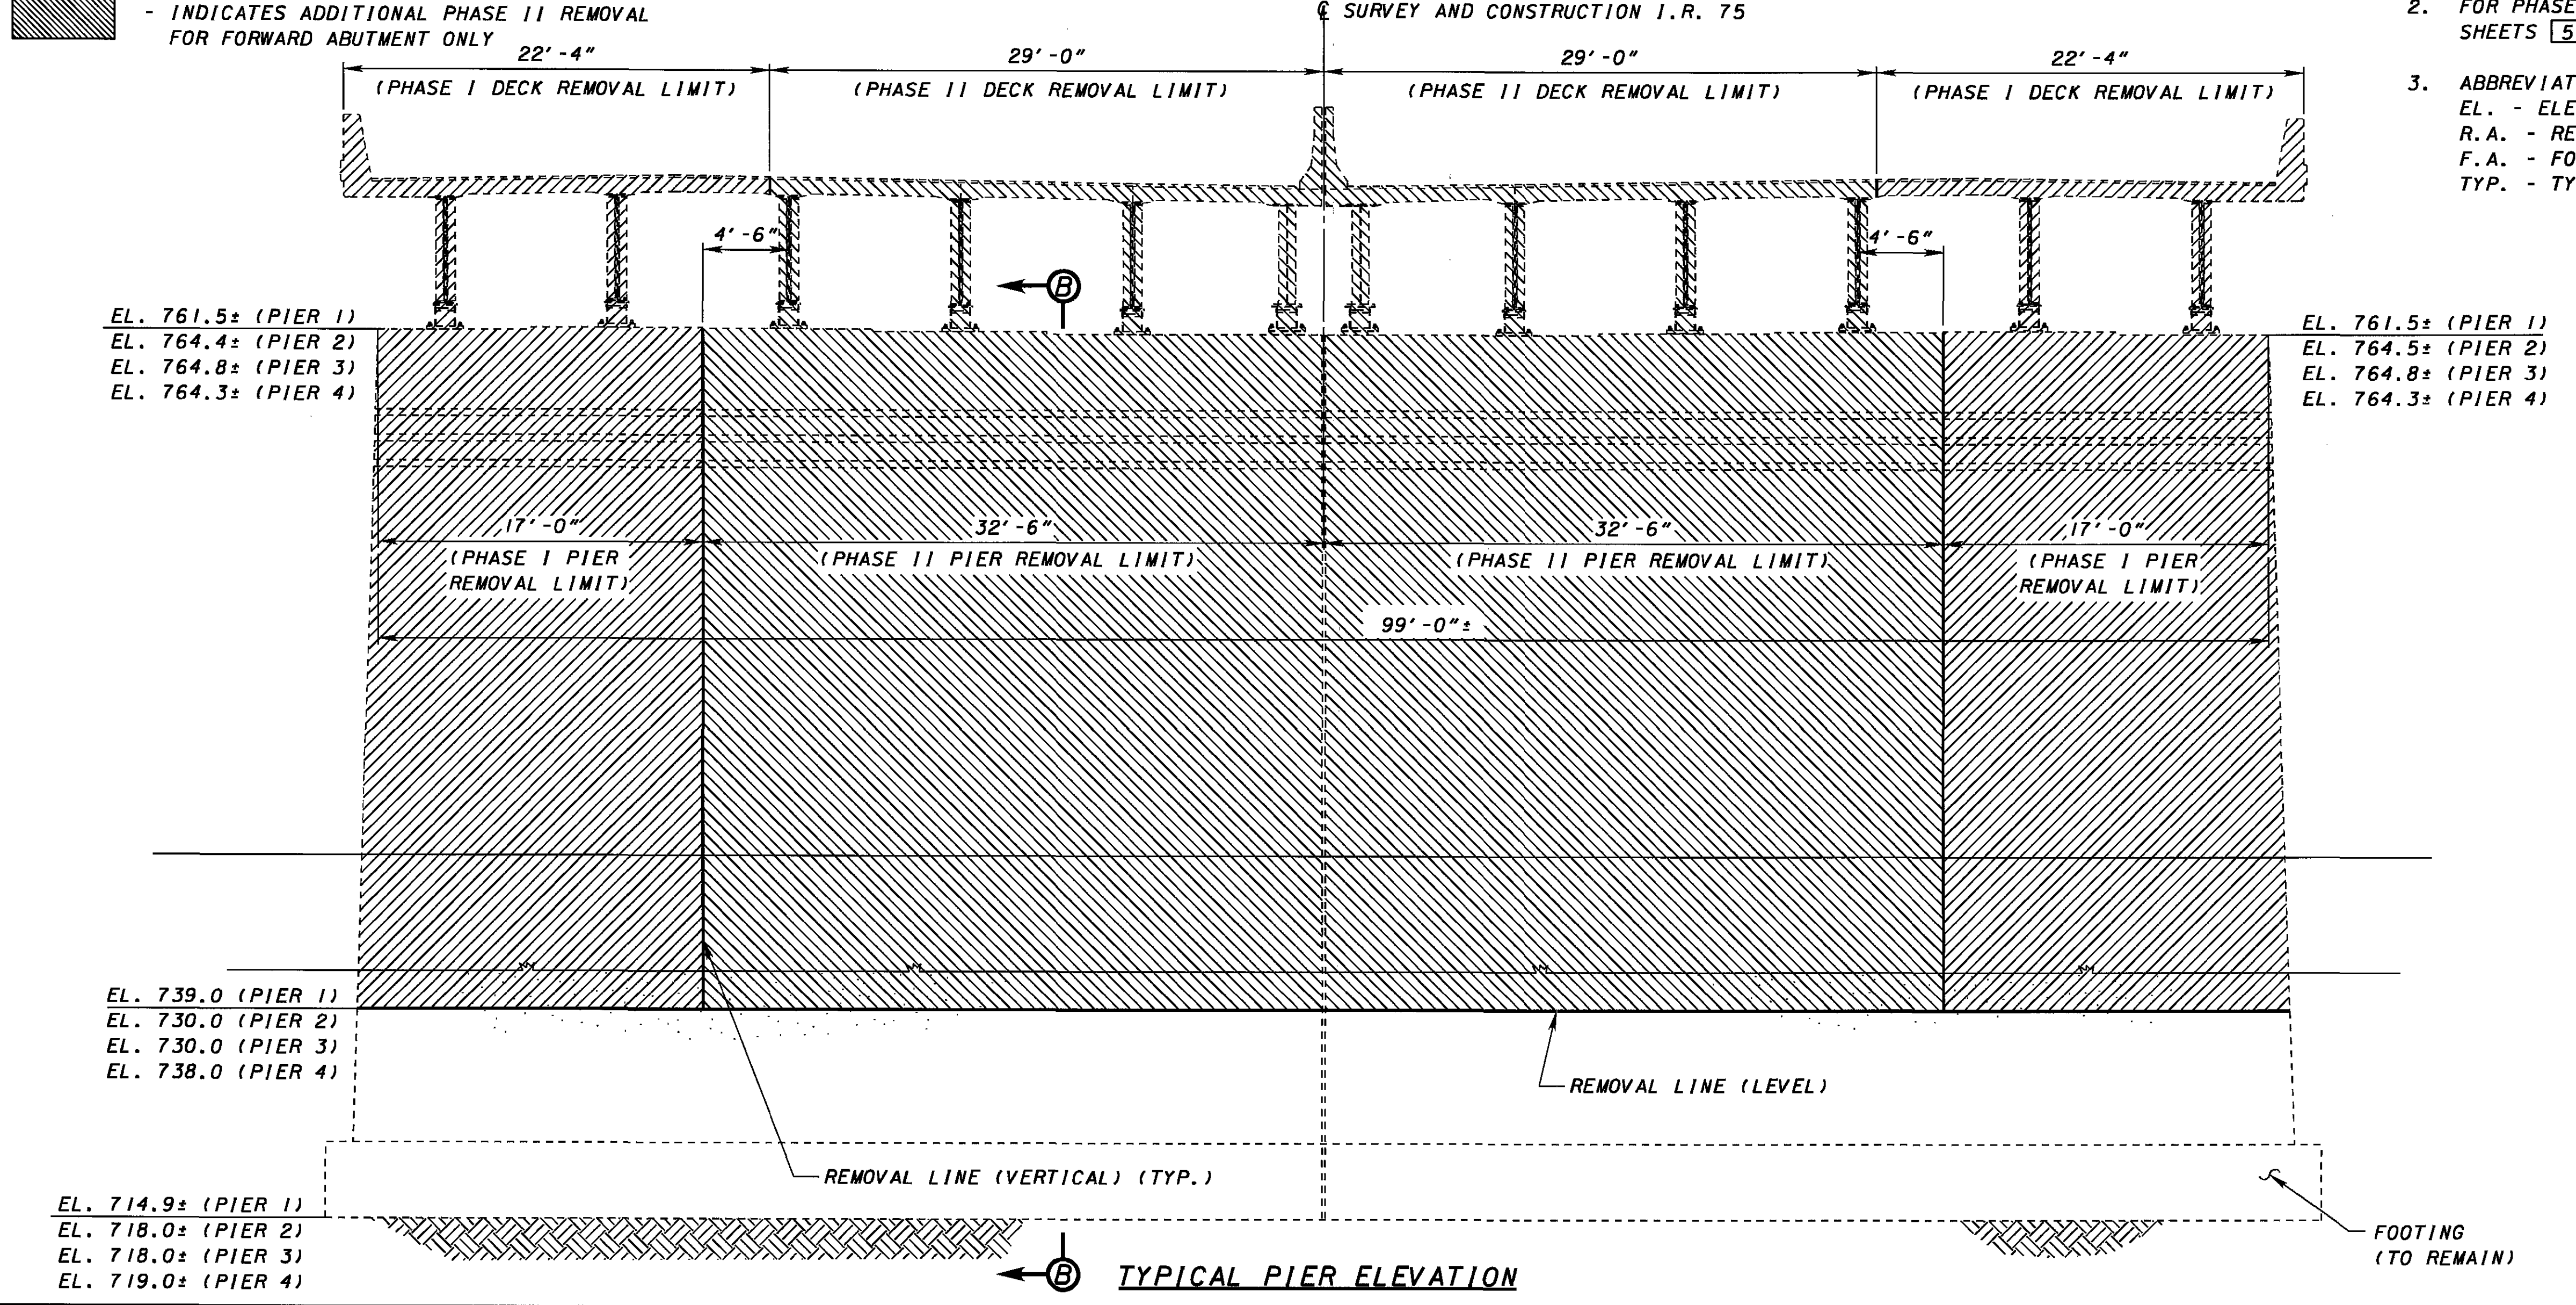 - INDICATES ADDITIONAL PHASE II REMOVAL
FOR FORWARD ABUTMENT ONLY
℄ SURVEY AND CONSTRUCTION I.R. 75
2. FOR PHASE
SHEETS 5
3. ABBREVIAT
EL. - ELE
R.A. - RE
F.A. - FO
TYP. - TY
22'-4"
(PHASE I DECK REMOVAL LIMIT)
29'-0"
(PHASE II DECK REMOVAL LIMIT)
29'-0"
(PHASE II DECK REMOVAL LIMIT)
22'-4"
(PHASE I DECK REMOVAL LIMIT)
4'-6"
4'-6"
B
EL. 761.5± (PIER 1)
EL. 764.4± (PIER 2)
EL. 764.8± (PIER 3)
EL. 764.3± (PIER 4)
EL. 761.5± (PIER 1)
EL. 764.5± (PIER 2)
EL. 764.8± (PIER 3)
EL. 764.3± (PIER 4)
17'-0"
(PHASE I PIER
REMOVAL LIMIT)
32'-6"
(PHASE II PIER REMOVAL LIMIT)
32'-6"
(PHASE II PIER REMOVAL LIMIT)
17'-0"
(PHASE I PIER
REMOVAL LIMIT)
99'-0"±
EL. 739.0 (PIER 1)
EL. 730.0 (PIER 2)
EL. 730.0 (PIER 3)
EL. 738.0 (PIER 4)
REMOVAL LINE (LEVEL)
REMOVAL LINE (VERTICAL) (TYP.)
EL. 714.9± (PIER 1)
EL. 718.0± (PIER 2)
EL. 718.0± (PIER 3)
EL. 719.0± (PIER 4)
FOOTING
(TO REMAIN)
B
TYPICAL PIER ELEVATION